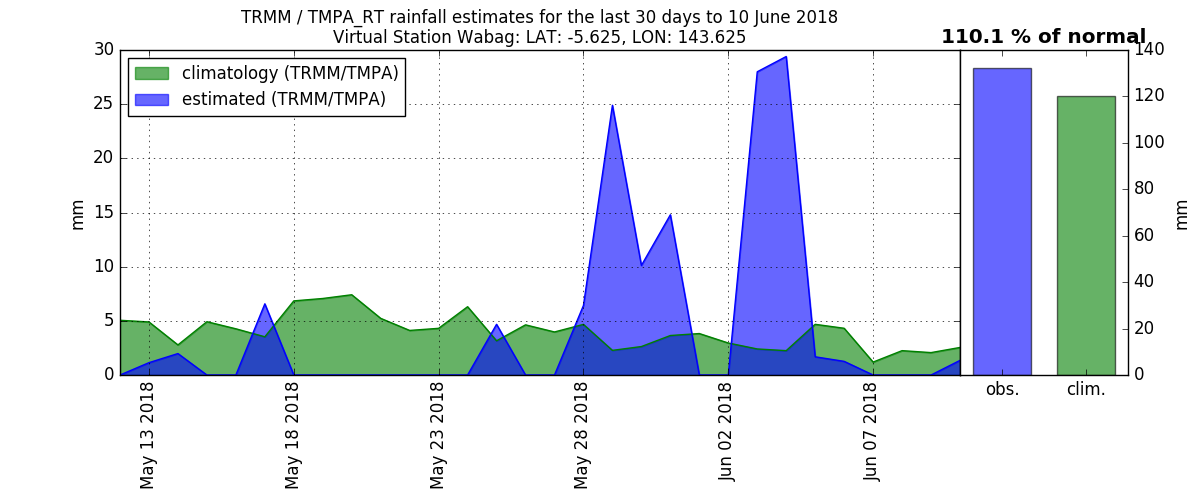 TRMM / TMPA_RT rainfall estimates for the last 30 days to 10 June 2018
Virtual Station Wabag: LAT: -5.625, LON: 143.625
110.1 % of normal
climatology (TRMM/TMPA)
estimated (TRMM/TMPA)
30
25
20
15
10
5
0
mm
May 13 2018
May 18 2018
May 23 2018
May 28 2018
Jun 02 2018
Jun 07 2018
140
120
100
80
60
40
20
0
mm
obs.
clim.